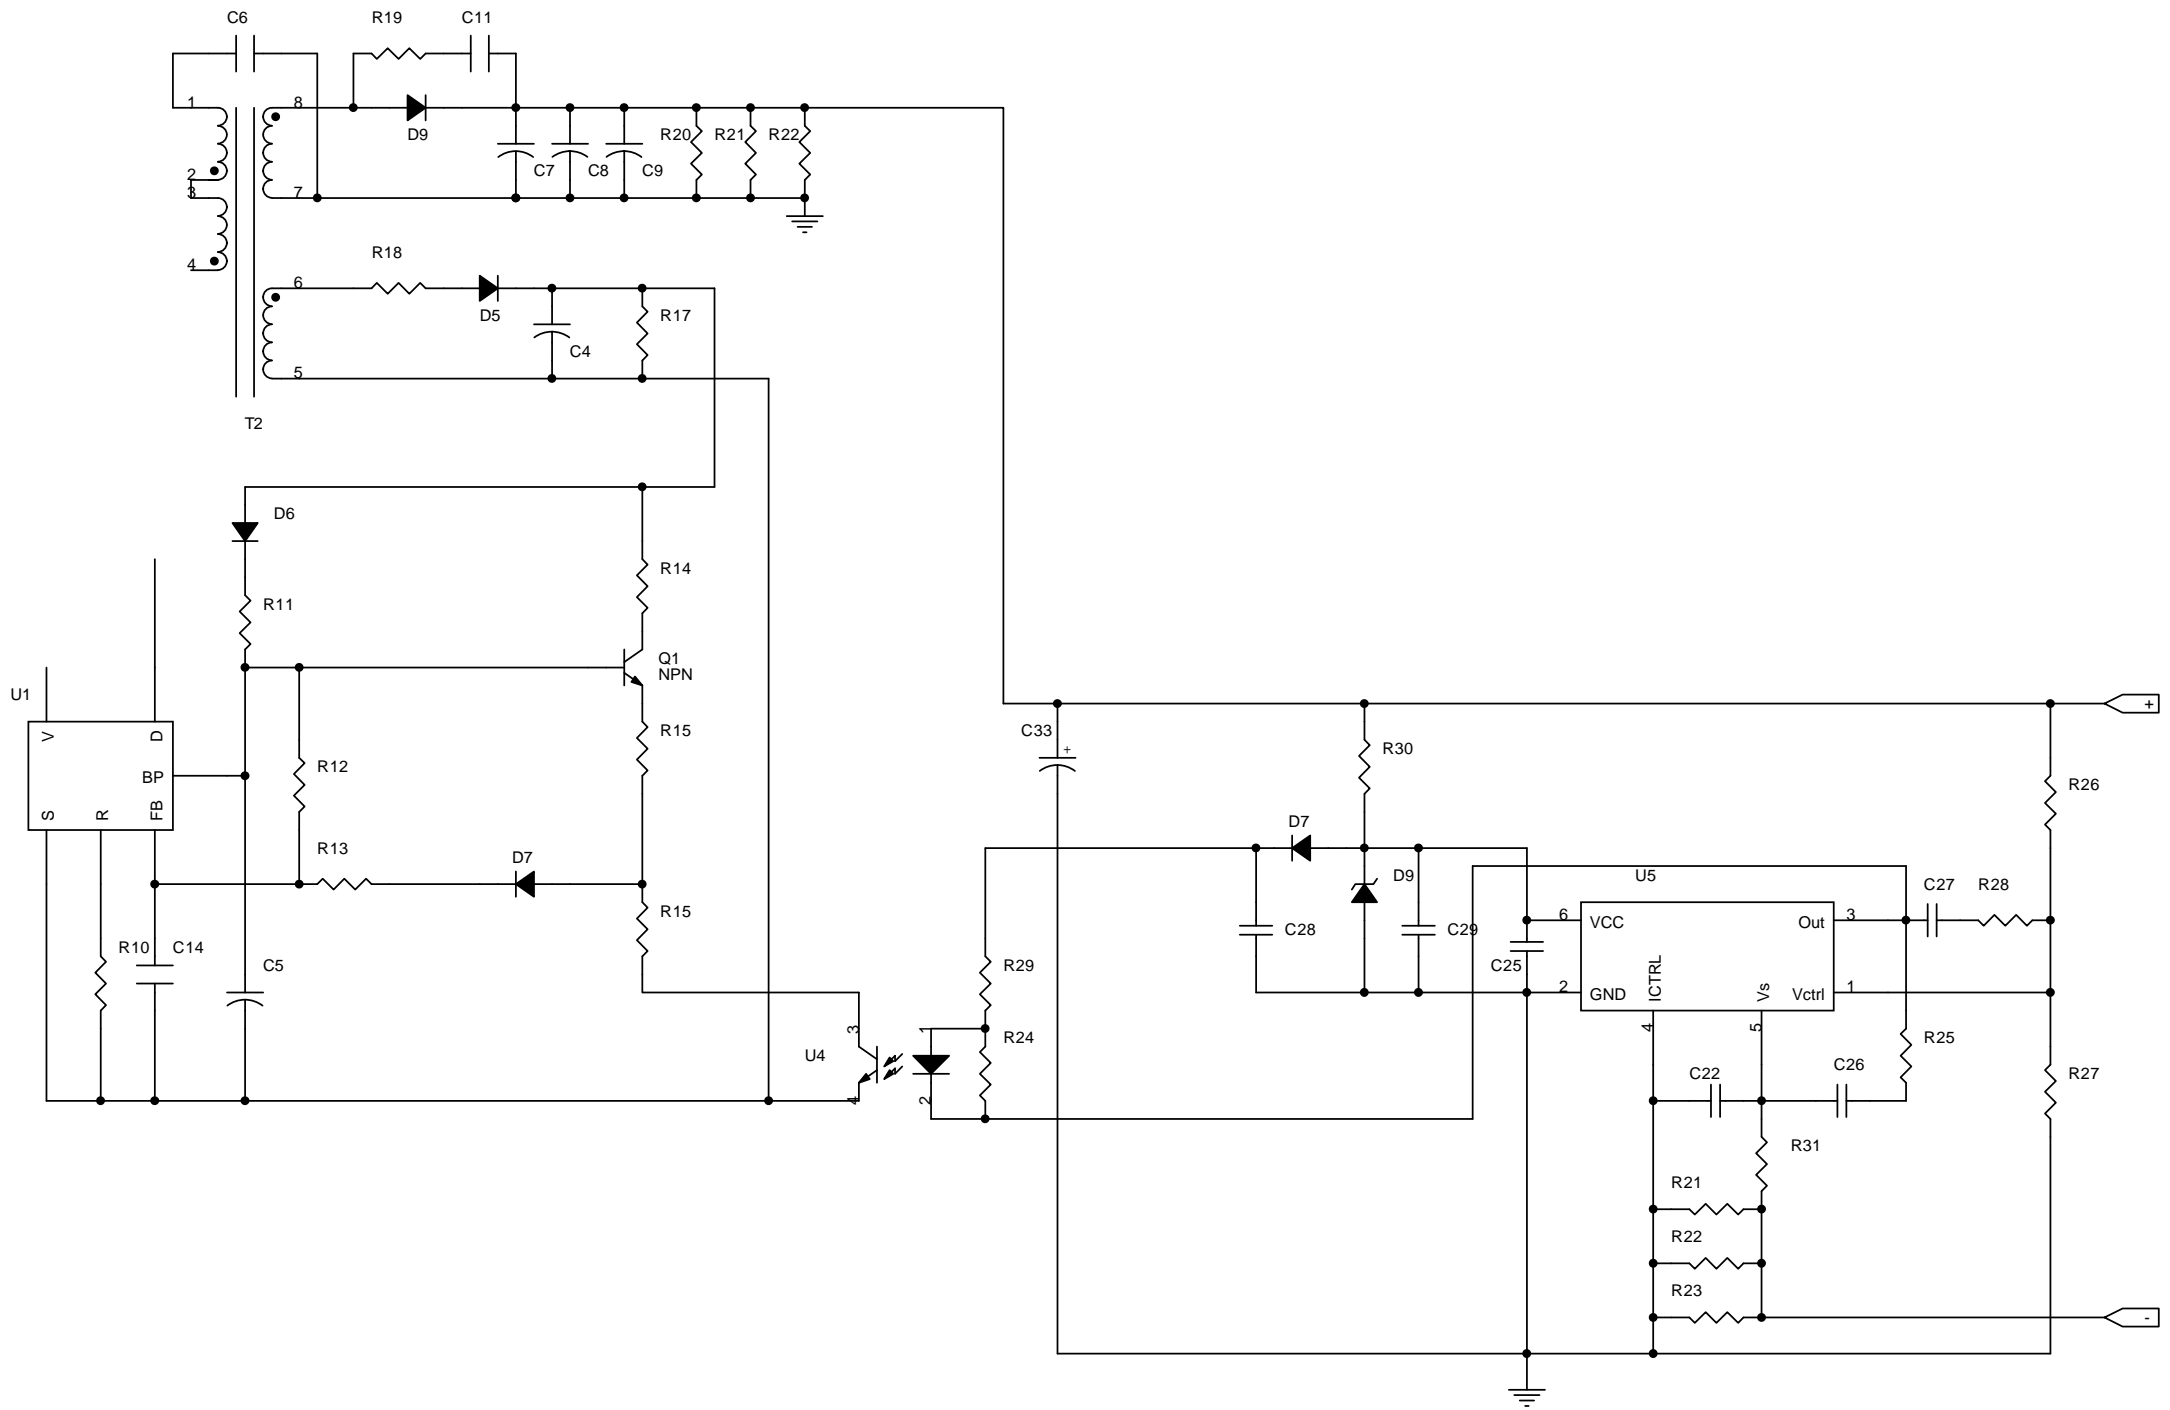 C6
R19
C11
1
8
D9
R20
R21
R22
C7
C8
C9
2
3
7
4
R18
6
D5
R17
C4
5
T2
D6
R14
R11
Q1
NPN
U1
V
D
BP
S
R
FB
R12
R15
R13
D7
R15
R10
C14
C5
U4
3
4
1
2
R29
R24
C33
+
R30
D7
D9
C28
C29
C25
U5
6
VCC
2
GND
ICTRL
Vs
Out
Vctrl
3
1
4
5
C27
R28
R26
R25
R27
C22
C26
R31
R21
R22
R23
+
-